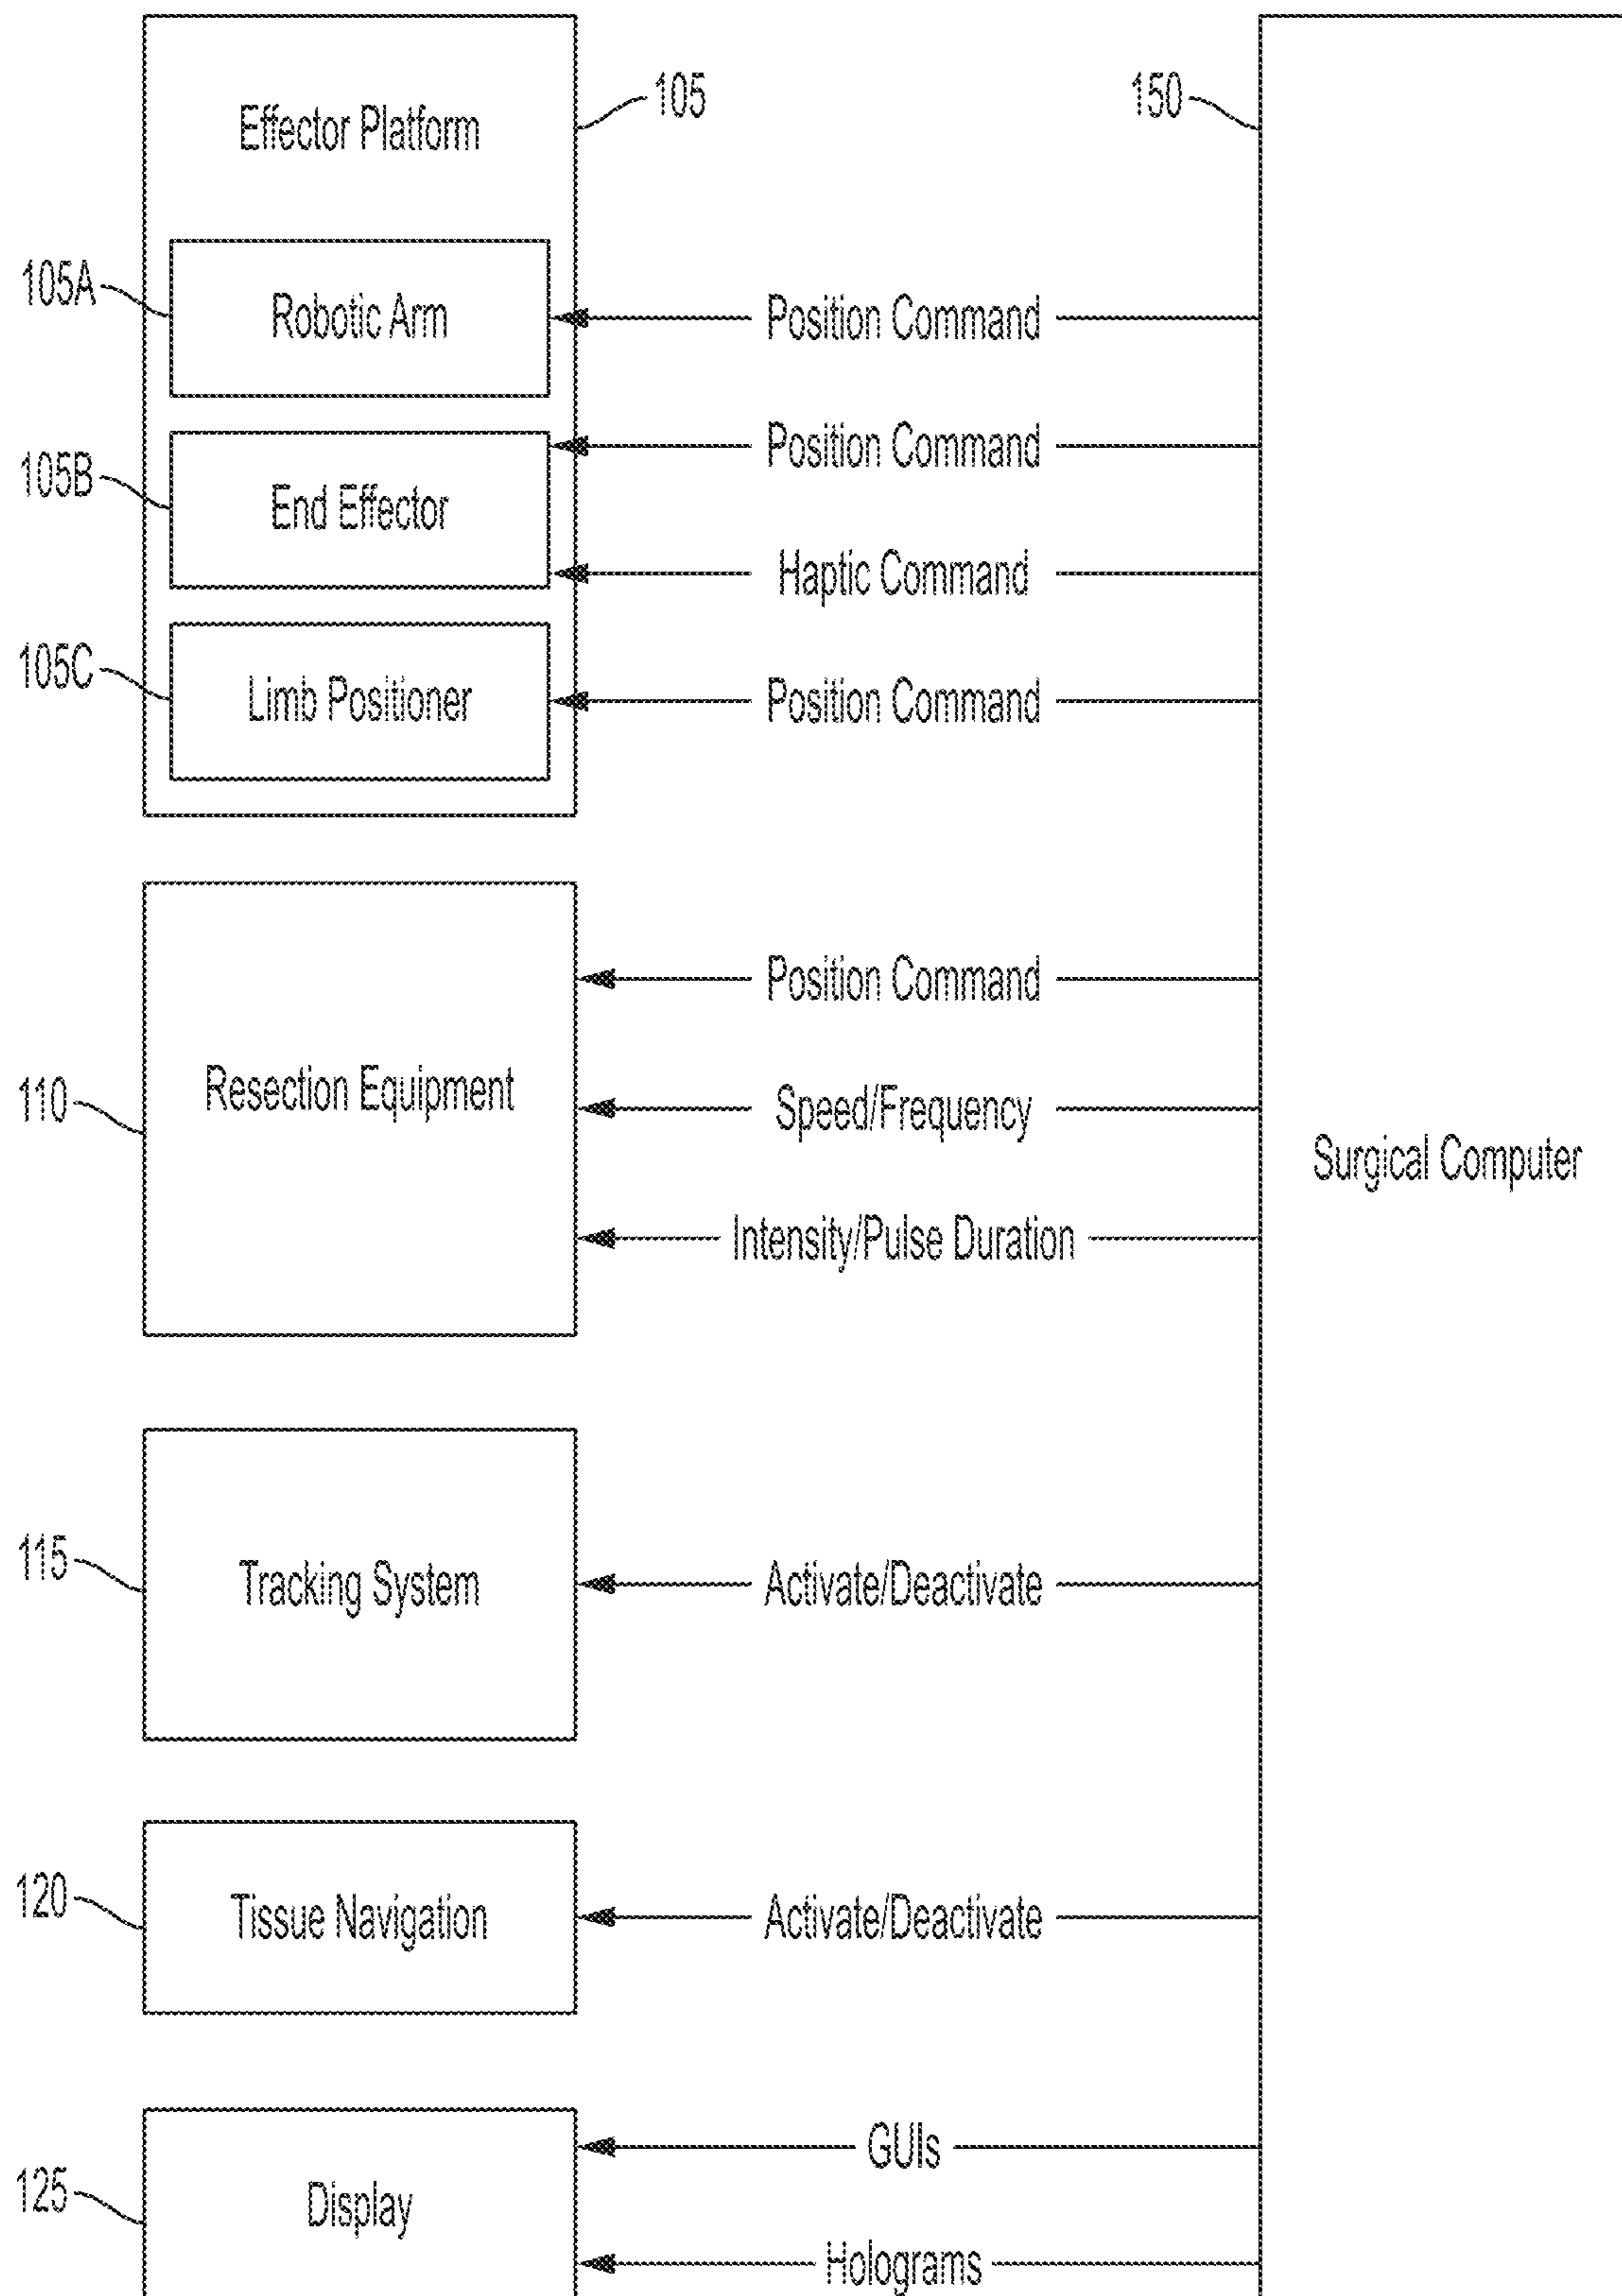 Effector Platform
105
150
105A
Robotic Arm
Position Command
Position Command
105B
End Effector
Haptic Command
105C
Limb Positioner
Position Command
Position Command
110
Resection Equipment
Speed/Frequency
Surgical Computer
Intensity/Pulse Duration
115
Tracking System
Activate/Deactivate
120
Tissue Navigation
Activate/Deactivate
GUIs
125
Display
Holograms